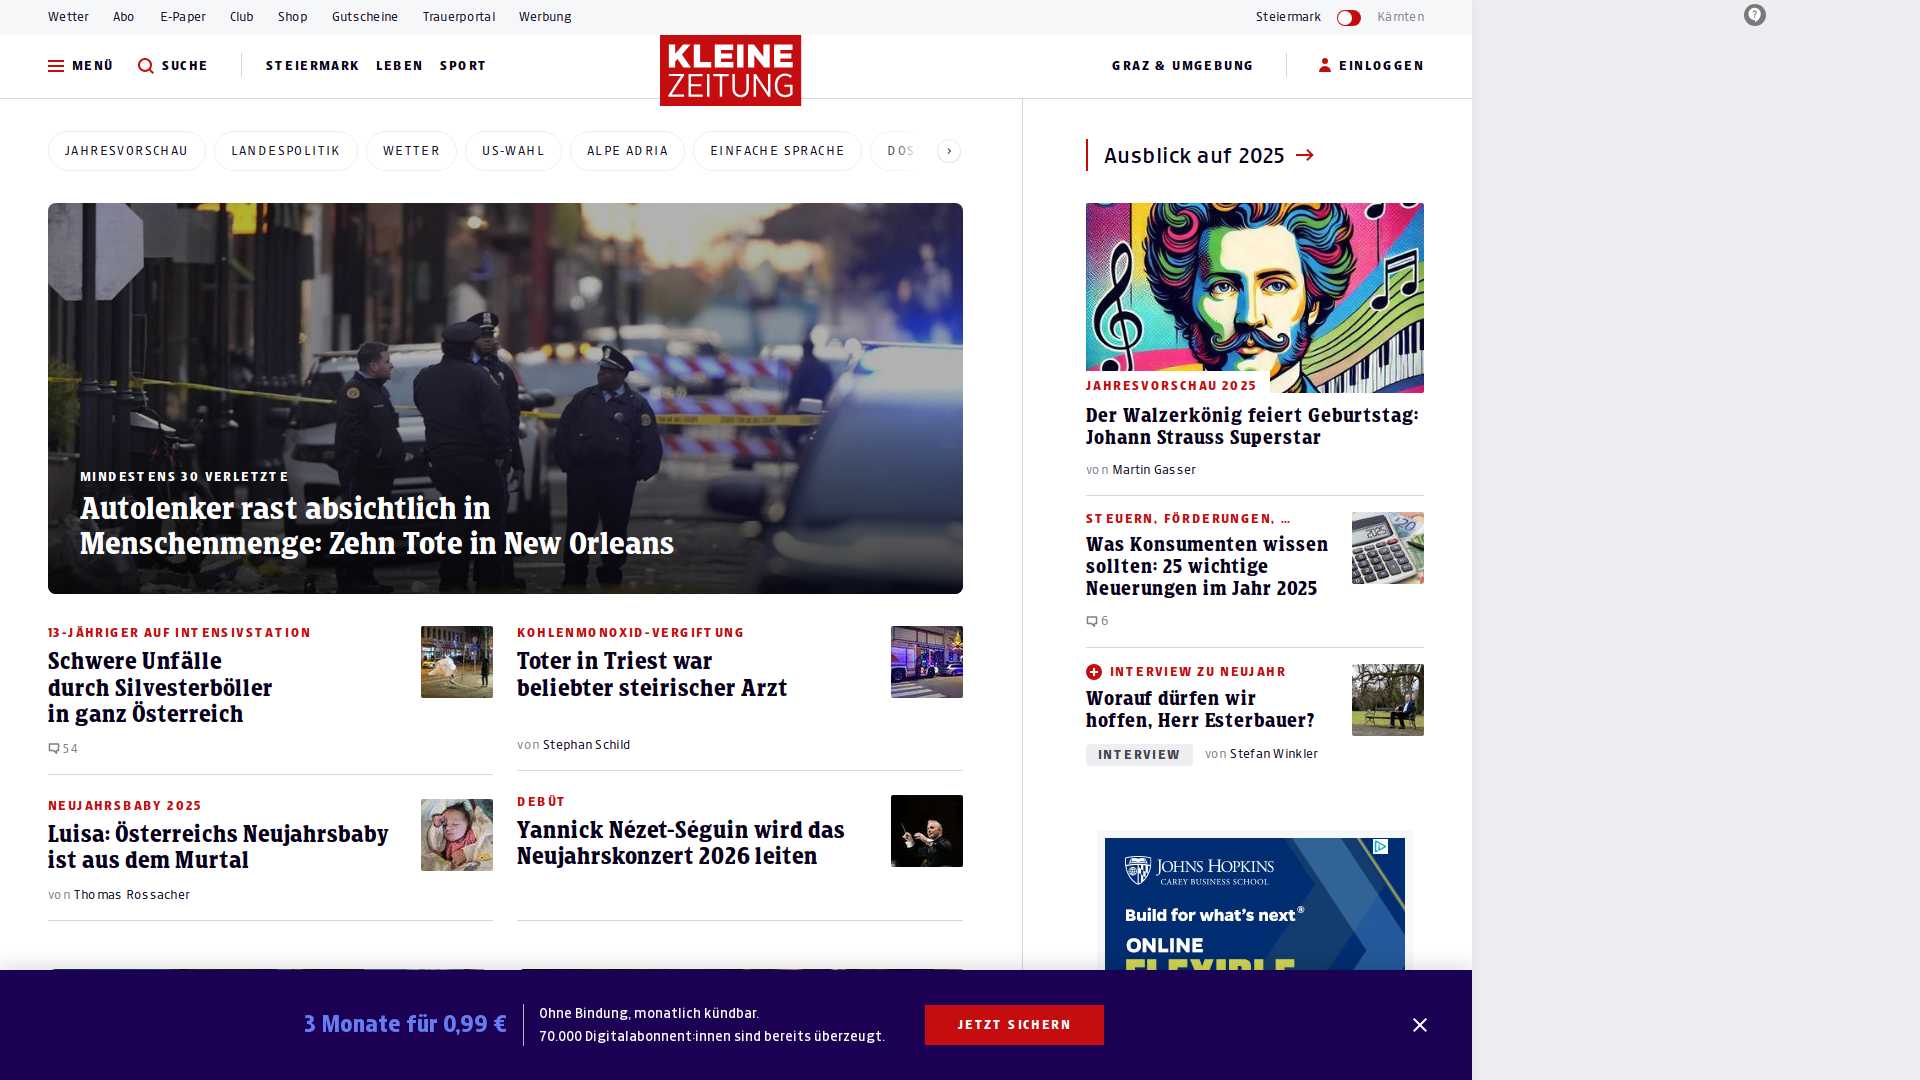 Wetter Abo E-Paper Club Shop Gutscheine Trauerportal Werbung
Steiermark Kärnten
MENÜ SUCHE STEIERMARK LEBEN SPORT
KLEINE
ZEITUNG
GRAZ & UMGEBUNG EINLOGGEN
JAHRESVORSCHAU LANDESPOLITIK WETTER US-WAHL ALPE ADRIA EINFACHE SPRACHE DOS
MINDESTENS 30 VERLETZTE
Autolenker rast absichtlich in
Menschenmenge: Zehn Tote in New Orleans
13-JÄHRIGER AUF INTENSIVSTATION
Schwere Unfälle
durch Silvesterböller
in ganz Österreich
54
KOHLENMONOXID-VERGIFTUNG
Toter in Triest war
beliebter steirischer Arzt
von Stephan Schild
NEUJAHRSBABY 2025
Luisa: Österreichs Neujahrsbaby
ist aus dem Murtal
von Thomas Rossacher
DEBÜT
Yannick Nézet-Séguin wird das
Neujahrskonzert 2026 leiten
Ausblick auf 2025
JAHRESVORSCHAU 2025
Der Walzerkönig feiert Geburtstag:
Johann Strauss Superstar
von Martin Gasser
STEUERN, FÖRDERUNGEN, …
Was Konsumenten wissen
sollten: 25 wichtige
Neuerungen im Jahr 2025
6
INTERVIEW ZU NEUJAHR
Worauf dürfen wir
hoffen, Herr Esterbauer?
INTERVIEW von Stefan Winkler
JOHNS HOPKINS
CAREY BUSINESS SCHOOL
Build for what's next®
ONLINE
FLEXIBLE
3 Monate für 0,99 €
Ohne Bindung, monatlich kündbar.
70.000 Digitalabonnent:innen sind bereits überzeugt.
JETZT SICHERN